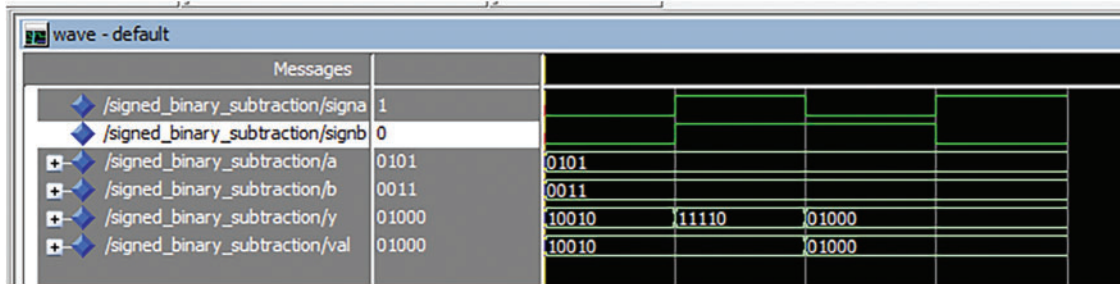 wave - default
Messages
/signed_binary_subtraction/signa 1
/signed_binary_subtraction/signb 0
/signed_binary_subtraction/a 0101 0101
/signed_binary_subtraction/b 0011 0011
/signed_binary_subtraction/y 01000 10010 11110 01000
/signed_binary_subtraction/val 01000 10010 01000